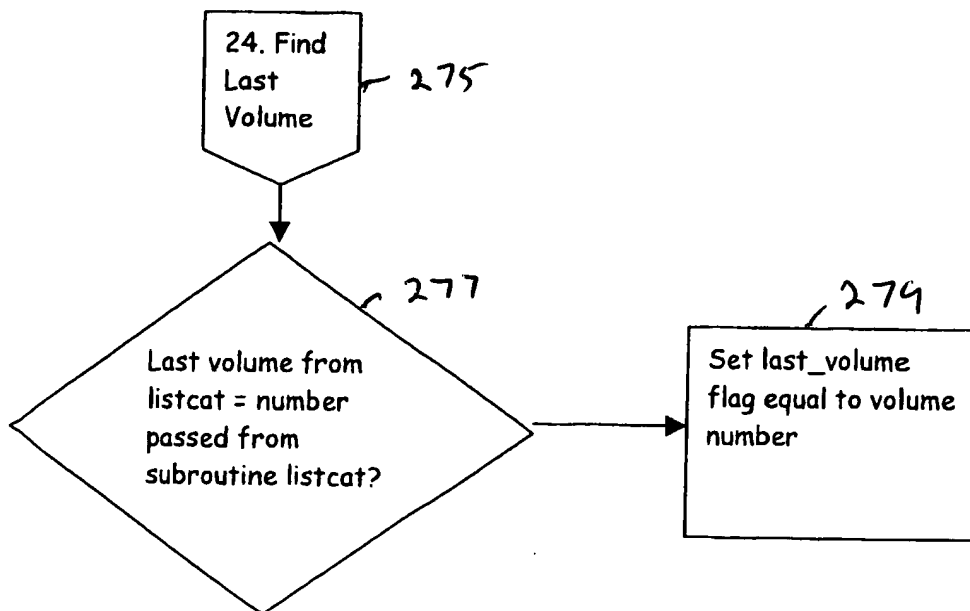 24. Find
Last
Volume
275
277
Last volume from
listcat = number
passed from
subroutine listcat?
279
Set last_volume
flag equal to volume
number